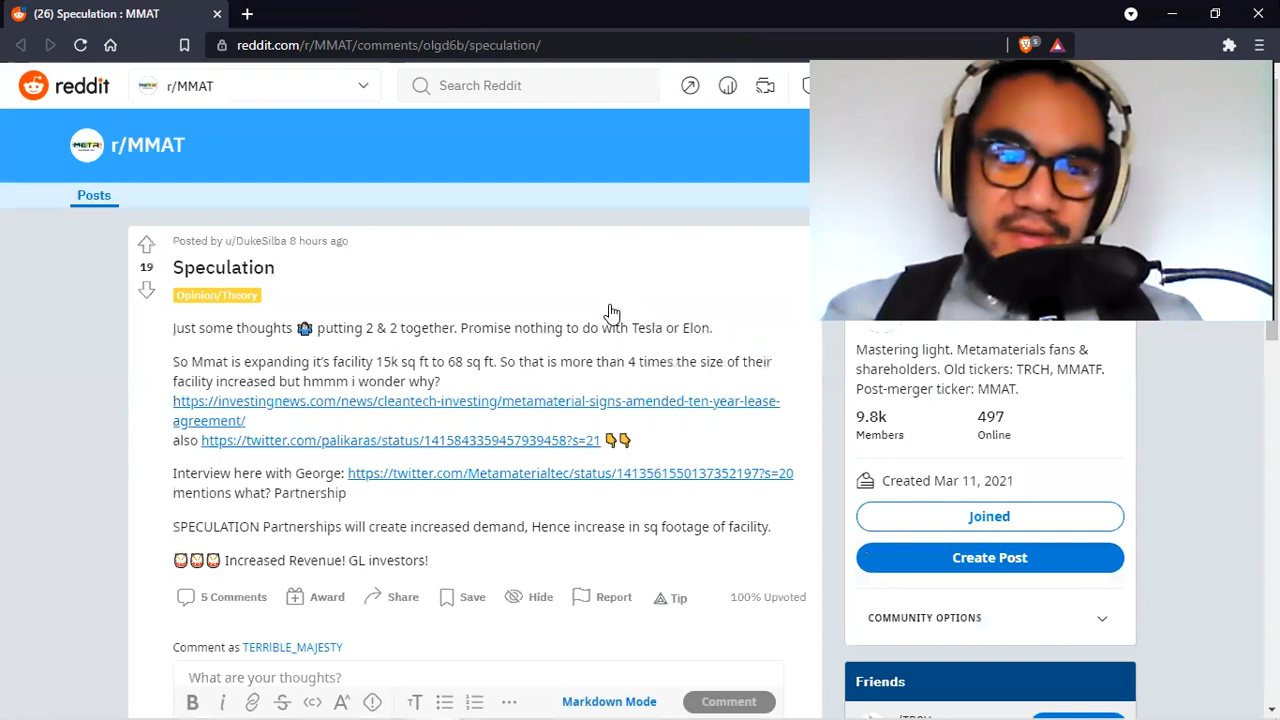 (26) Speculation : MMAT
reddit.com/r/MMAT/comments/olgd6b/speculation/
5
reddit
r/MMAT
Search Reddit
METR
r/MMAT
Posts
Posted by u/DukeSilba 8 hours ago
19
Speculation
Opinion/Theory
Just some thoughts 🤷 putting 2 & 2 together. Promise nothing to do with Tesla or Elon.
So Mmat is expanding it's facility 15k sq ft to 68 sq ft. So that is more than 4 times the size of their
facility increased but hmmm i wonder why?
https://investingnews.com/news/cleantech-investing/metamaterial-signs-amended-ten-year-lease-
agreement/
also https://twitter.com/palikaras/status/1415843359457939458?s=21 👇👇
Interview here with George: https://twitter.com/Metamaterialtec/status/1413561550137352197?s=20
mentions what? Partnership
SPECULATION Partnerships will create increased demand, Hence increase in sq footage of facility.
Increased Revenue! GL investors!
5 Comments Award Share Save Hide Report Tip 100% Upvoted
Comment as TERRIBLE_MAJESTY
What are your thoughts?
B i S A T Markdown Mode Comment
Mastering light. Metamaterials fans &
shareholders. Old tickers: TRCH, MMATF.
Post-merger ticker: MMAT.
9.8k 497
Members Online
Created Mar 11, 2021
Joined
Create Post
COMMUNITY OPTIONS
Friends